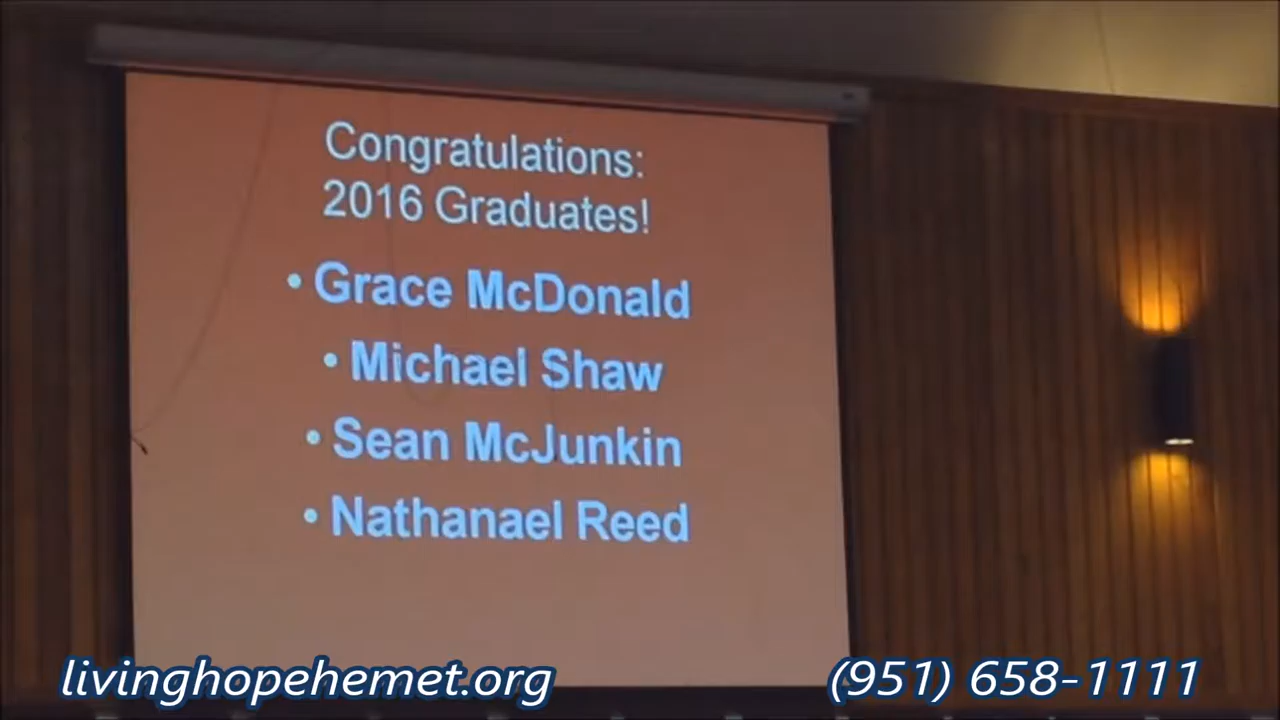 Congratulations:
2016 Graduates!
• Grace McDonald
• Michael Shaw
• Sean McJunkin
• Nathanael Reed
livinghopehemet.org
(951) 658-1111